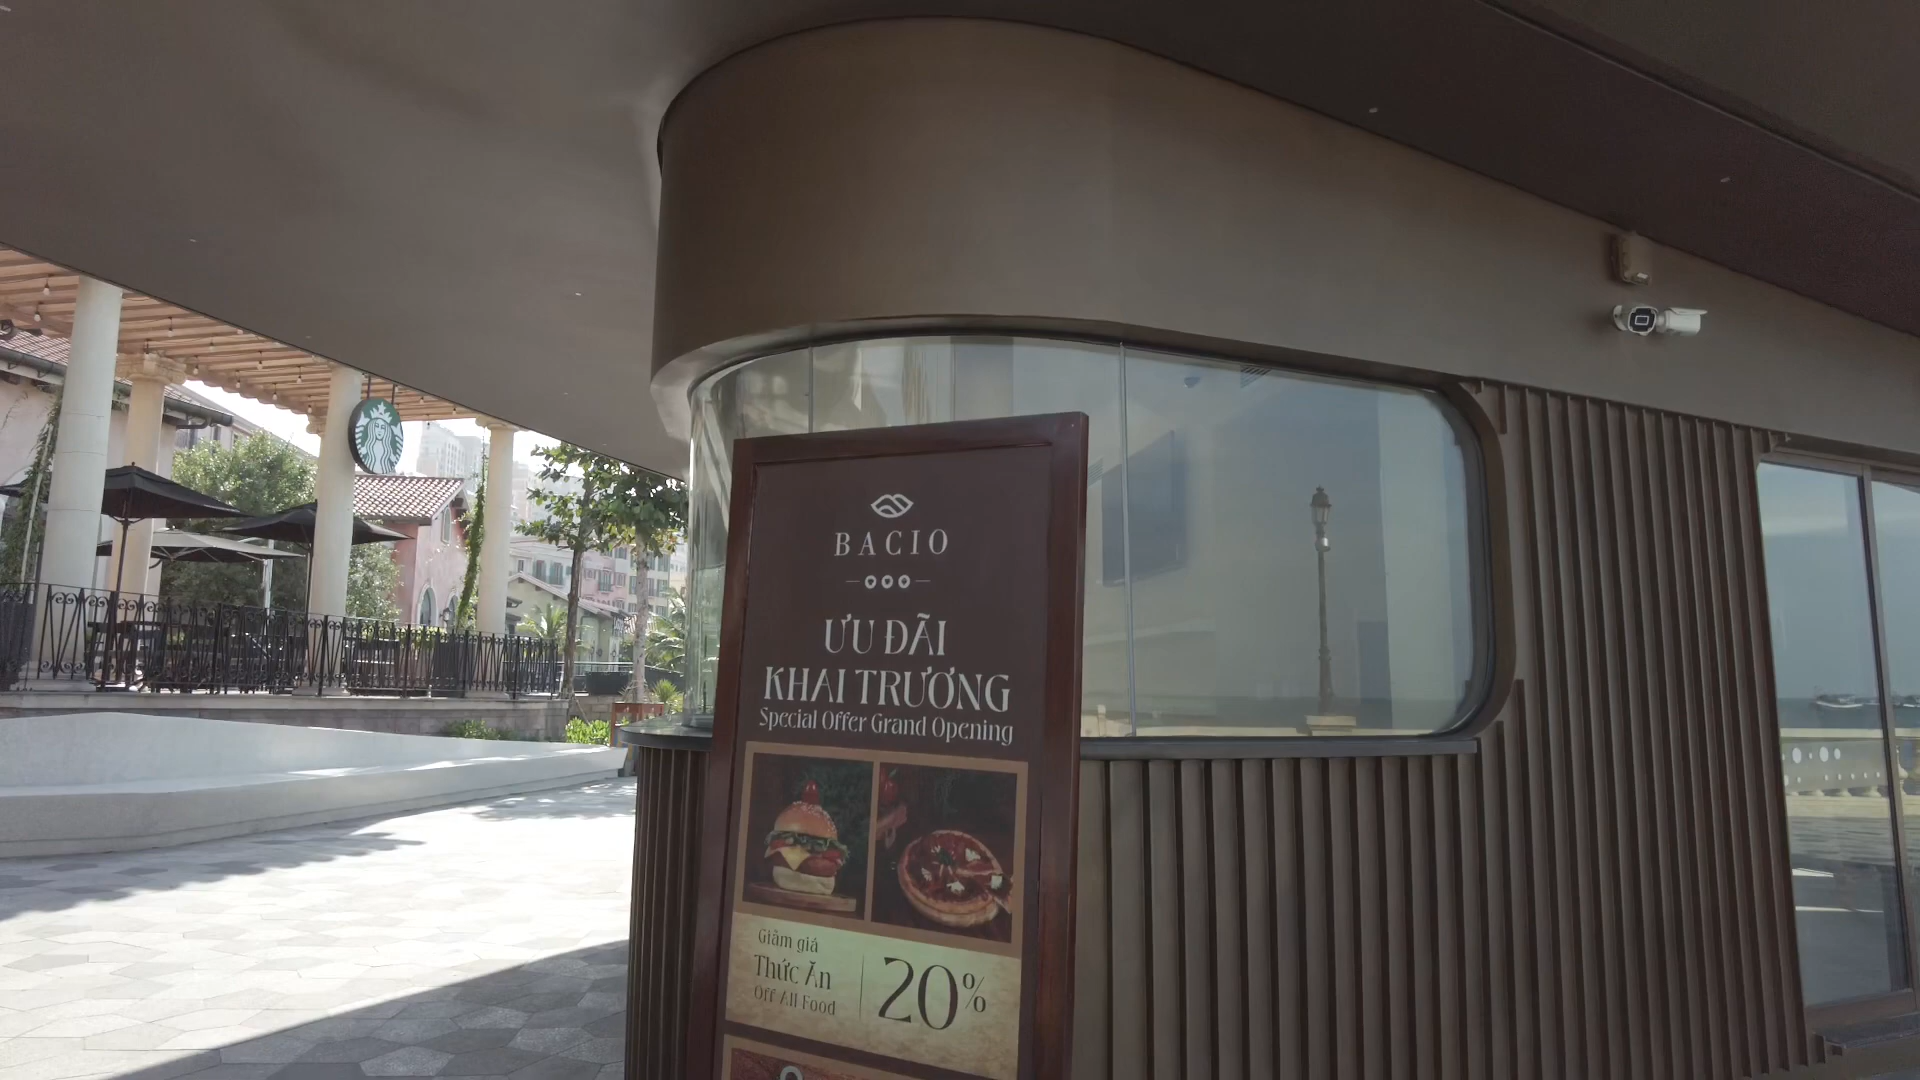 BACIO
ƯU ĐÃI
KHAI TRƯƠNG
Special Offer Grand Opening
Giảm giá
Thức Ăn
Off All Food
20%